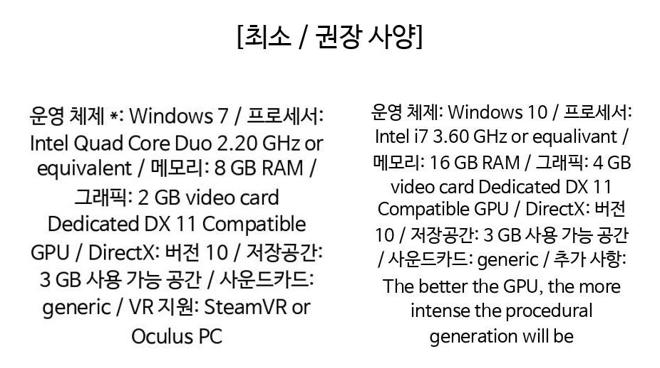 [최소 / 권장 사양]
운영 체제 *: Windows 7 / 프로세서:
Intel Quad Core Duo 2.20 GHz or
equivalent / 메모리: 8 GB RAM /
그래픽: 2 GB video card
Dedicated DX 11 Compatible
GPU / DirectX: 버전 10 / 저장공간:
3 GB 사용 가능 공간 / 사운드카드:
generic / VR 지원: SteamVR or
Oculus PC
운영 체제: Windows 10 / 프로세서:
Intel i7 3.60 GHz or equalivant /
메모리: 16 GB RAM / 그래픽: 4 GB
video card Dedicated DX 11
Compatible GPU / DirectX: 버전
10 / 저장공간: 3 GB 사용 가능 공간
/ 사운드카드: generic / 추가 사항:
The better the GPU, the more
intense the procedural
generation will be